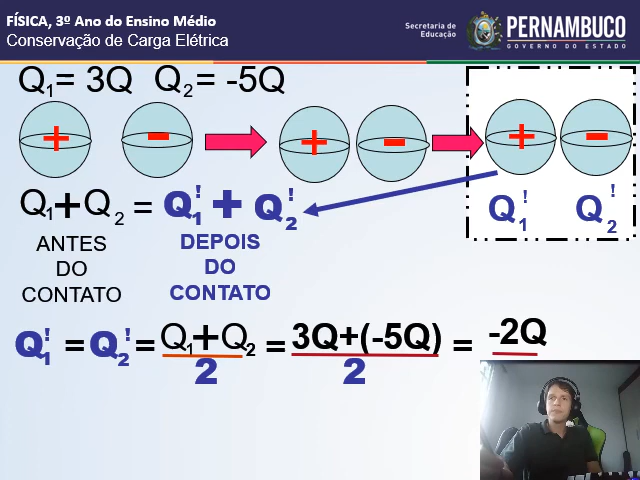 FÍSICA, 3º Ano do Ensino Médio
Conservação de Carga Elétrica
Secretaria de
Educação
PERNAMBUCO
GOVERNO DO ESTADO
Q1= 3Q Q2= -5Q
+ - + - + -
Q1+Q2 = Q!1 + Q!2
Q!1 Q!2
ANTES
DO
CONTATO
DEPOIS
DO
CONTATO
Q!1 = Q!2 = Q1+Q2 = 3Q+(-5Q) = -2Q
2 2